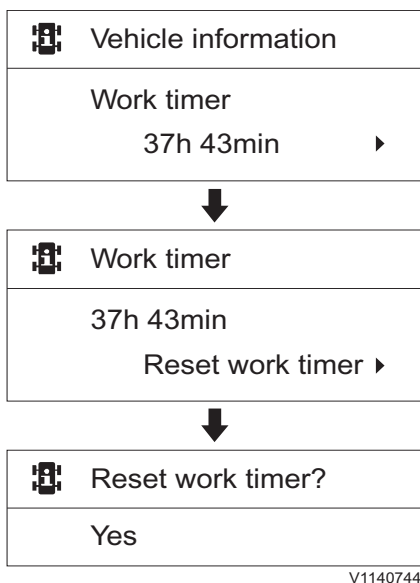 Vehicle information
Work timer
37h 43min
Work timer
37h 43min
Reset work timer
Reset work timer?
Yes
V1140744